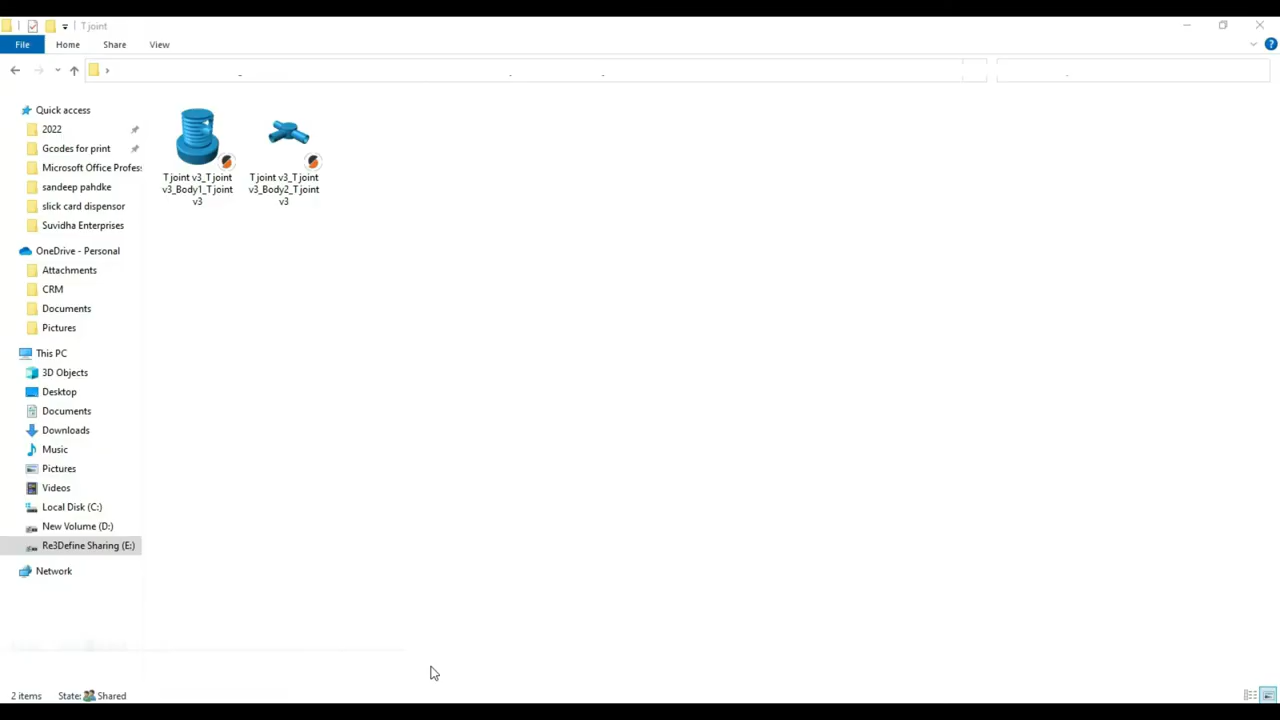 T joint
File Home Share View
Quick access
2022
Gcodes for print
Microsoft Office Profes
sandeep pahdke
slick card dispensor
Suvidha Enterprises
OneDrive - Personal
Attachments
CRM
Documents
Pictures
This PC
3D Objects
Desktop
Documents
Downloads
Music
Pictures
Videos
Local Disk (C:)
New Volume (D:)
Re3Define Sharing (E:)
Network
T joint v3_T joint
v3_Body1_T joint
v3
T joint v3_T joint
v3_Body2_T joint
v3
2 items State: Shared